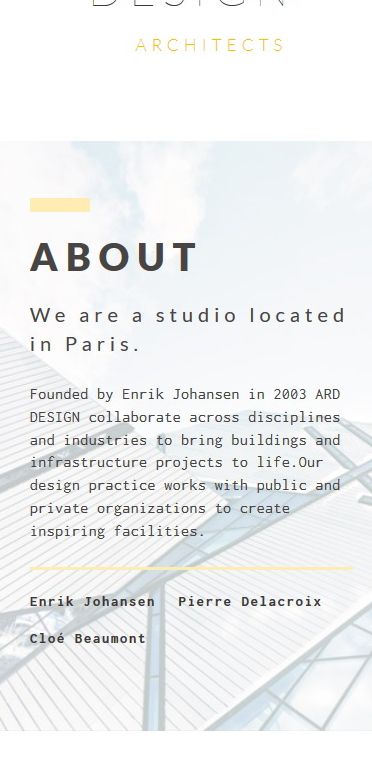 DESIGN
ARCHITECTS
ABOUT
We are a studio located
in Paris.
Founded by Enrik Johansen in 2003 ARD
DESIGN collaborate across disciplines
and industries to bring buildings and
infrastructure projects to life.Our
design practice works with public and
private organizations to create
inspiring facilities.
Enrik Johansen Pierre Delacroix
Cloé Beaumont